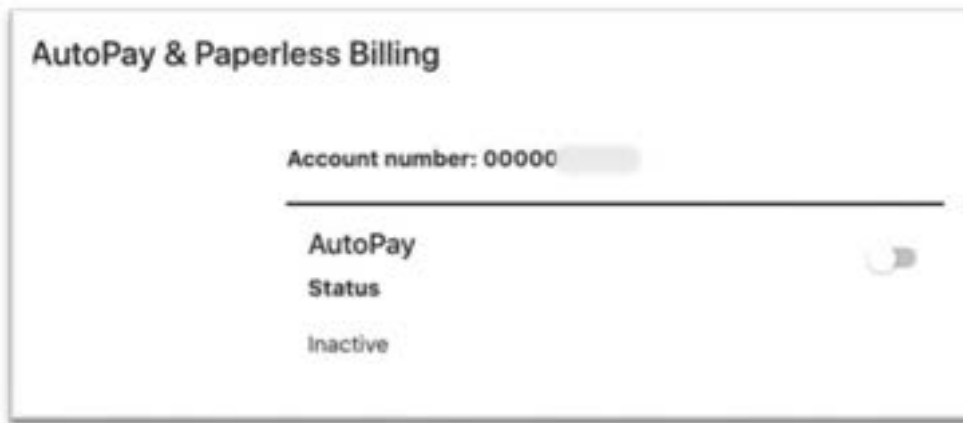 AutoPay & Paperless Billing
Account number: 00000
AutoPay
Status
Inactive